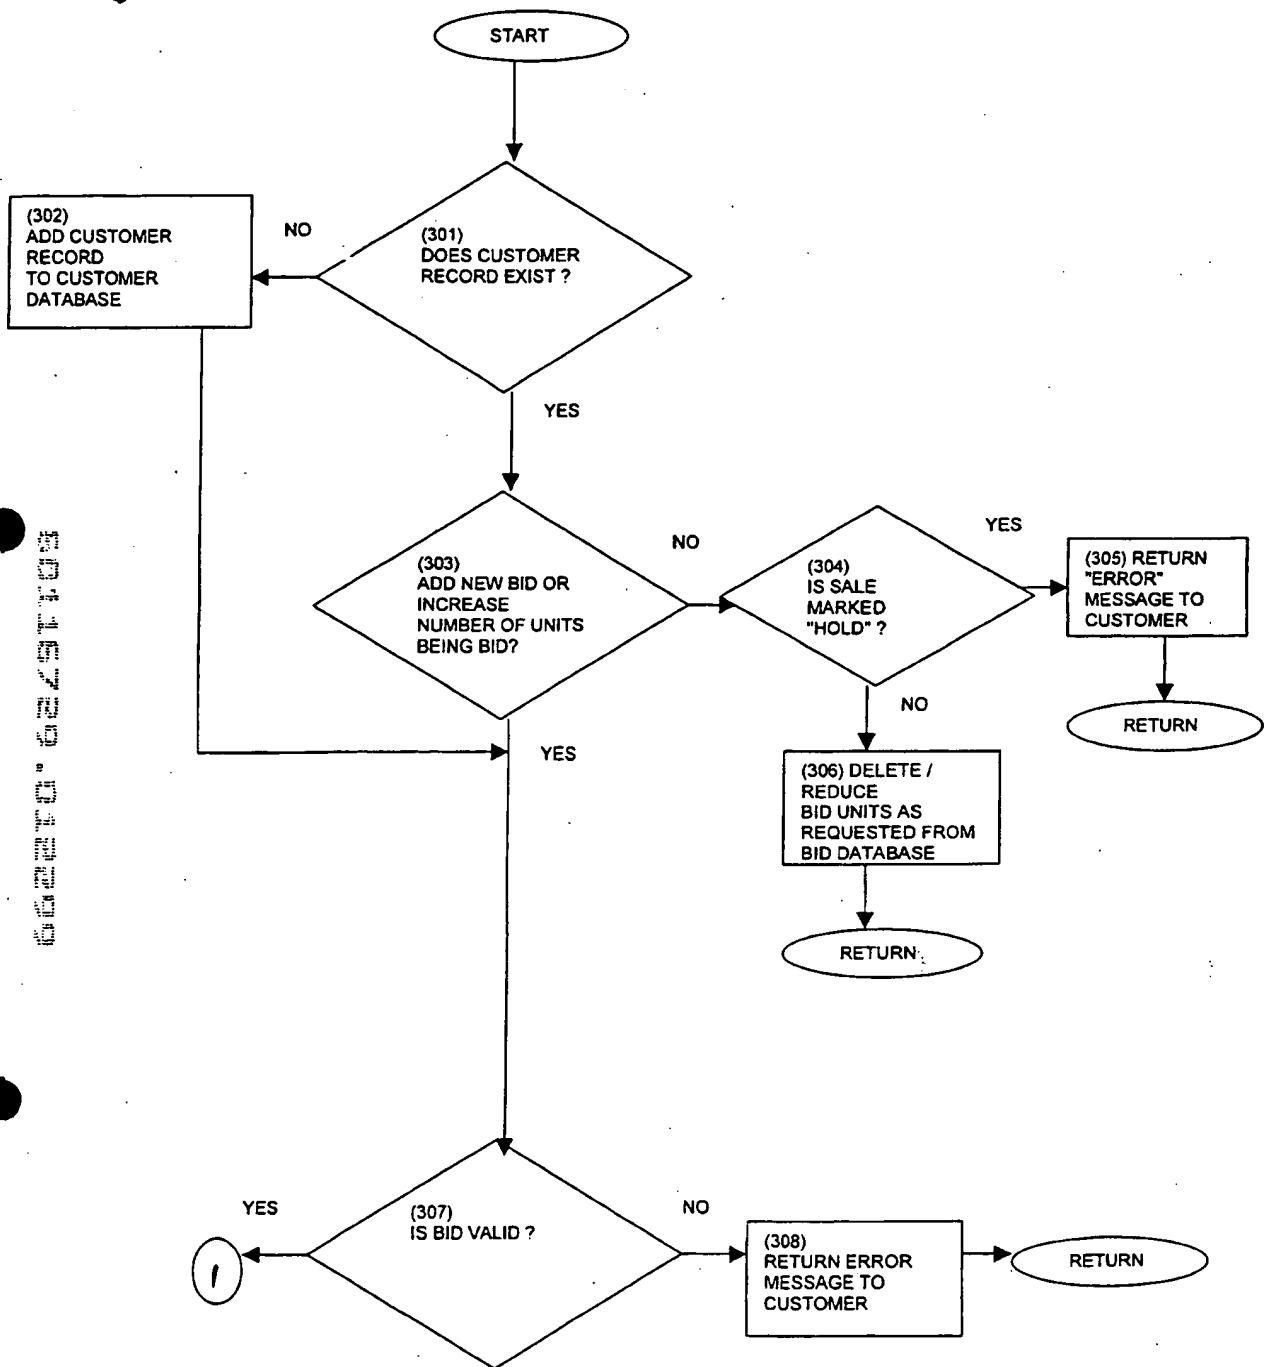 START
(302)
ADD CUSTOMER
RECORD
TO CUSTOMER
DATABASE
NO
(301)
DOES CUSTOMER
RECORD EXIST ?
YES
(303)
ADD NEW BID OR
INCREASE
NUMBER OF UNITS
BEING BID?
NO
(304)
IS SALE
MARKED
"HOLD" ?
YES
(305) RETURN
"ERROR"
MESSAGE TO
CUSTOMER
RETURN
NO
(306) DELETE /
REDUCE
BID UNITS AS
REQUESTED FROM
BID DATABASE
RETURN
YES
(307)
IS BID VALID ?
YES
1
NO
(308)
RETURN ERROR
MESSAGE TO
CUSTOMER
RETURN